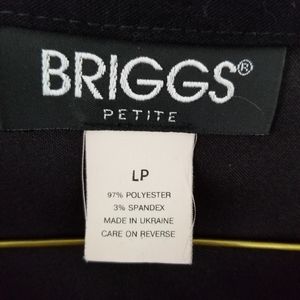 BRIGGS®
PETITE
LP
97% POLYESTER
3% SPANDEX
MADE IN UKRAINE
CARE ON REVERSE